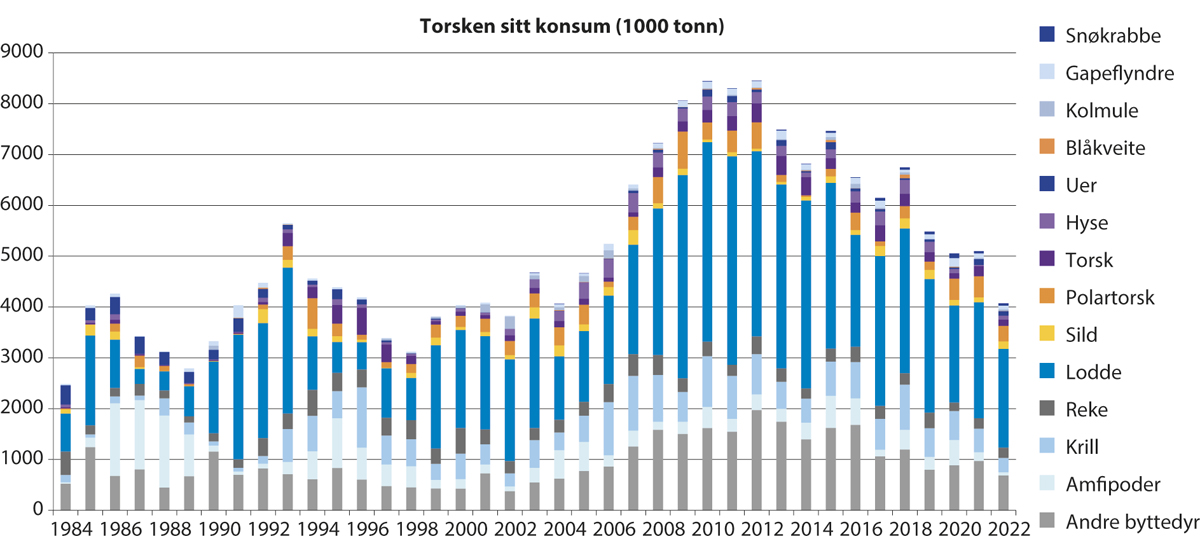 Torsken sitt konsum (1000 tonn)
9000
8000
7000
6000
5000
4000
3000
2000
1000
0
1984 1986 1988 1990 1992 1994 1996 1998 2000 2002 2004 2006 2008 2010 2012 2014 2016 2018 2020 2022
Snøkrabbe
Gapeflyndre
Kolmule
Blåkveite
Uer
Hyse
Torsk
Polartorsk
Sild
Lodde
Reke
Krill
Amfipoder
Andre byttedyr